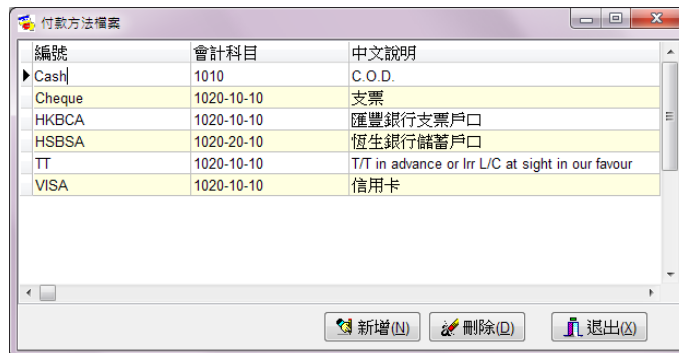 付款方法檔案
編號 會計科目 中文說明
Cash 1010 C.O.D.
Cheque 1020-10-10 支票
HKBCA 1020-10-10 匯豐銀行支票戶口
HSBSA 1020-20-10 恆生銀行儲蓄戶口
TT 1020-10-10 T/T in advance or Irr L/C at sight in our favour
VISA 1020-10-10 信用卡
新增(N) 刪除(D) 退出(X)